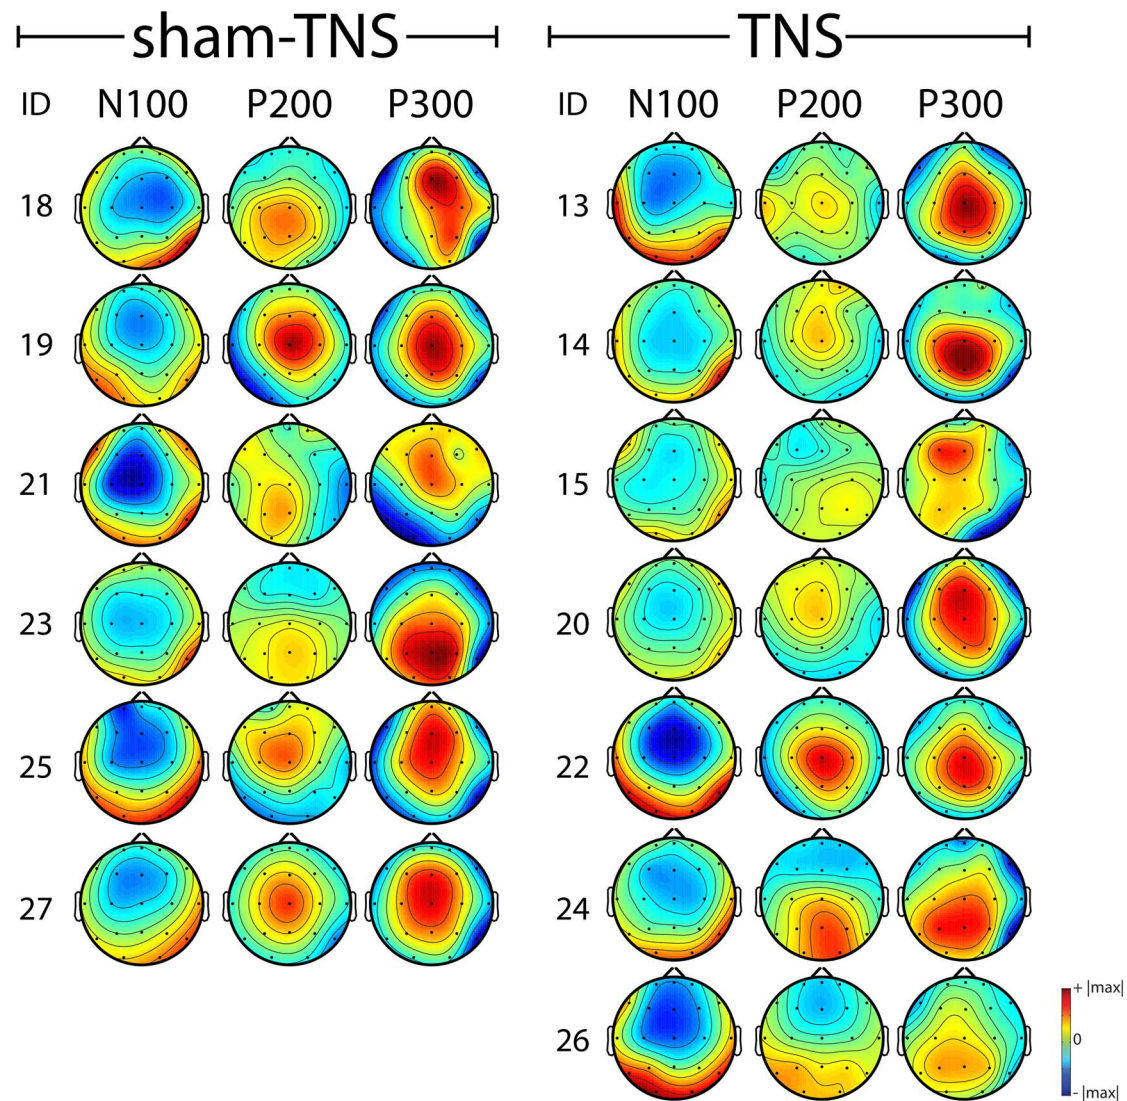 sham-TNS TNS
ID N100 P200 P300 ID N100 P200 P300
18 13
19 14
21 15
23 20
25 22
27 24
26
+ |max|
0
- |max|